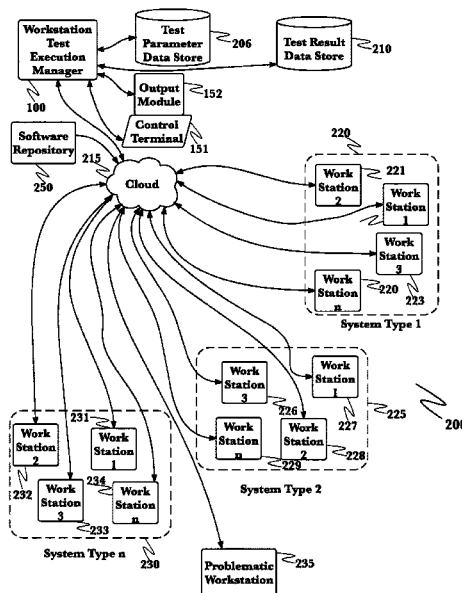 Workstation
Test
Execution
Manager
100
Test
Parameter
Data Store
206
Test Result
Data Store
210
Output
Module
152
Control
Terminal
151
Software
Repository
250
215
Cloud
220
Work
Station
2
221
Work
Station
1
Work
Station
3
223
Work
Station
n
220
System Type 1
Work
Station
3
226
Work
Station
1
227
225
Work
Station
n
229
Work
Station
2
228
System Type 2
200
231
Work
Station
2
232
Work
Station
1
234
Work
Station
3
233
Work
Station
n
System Type n
230
235
Problematic
Workstation